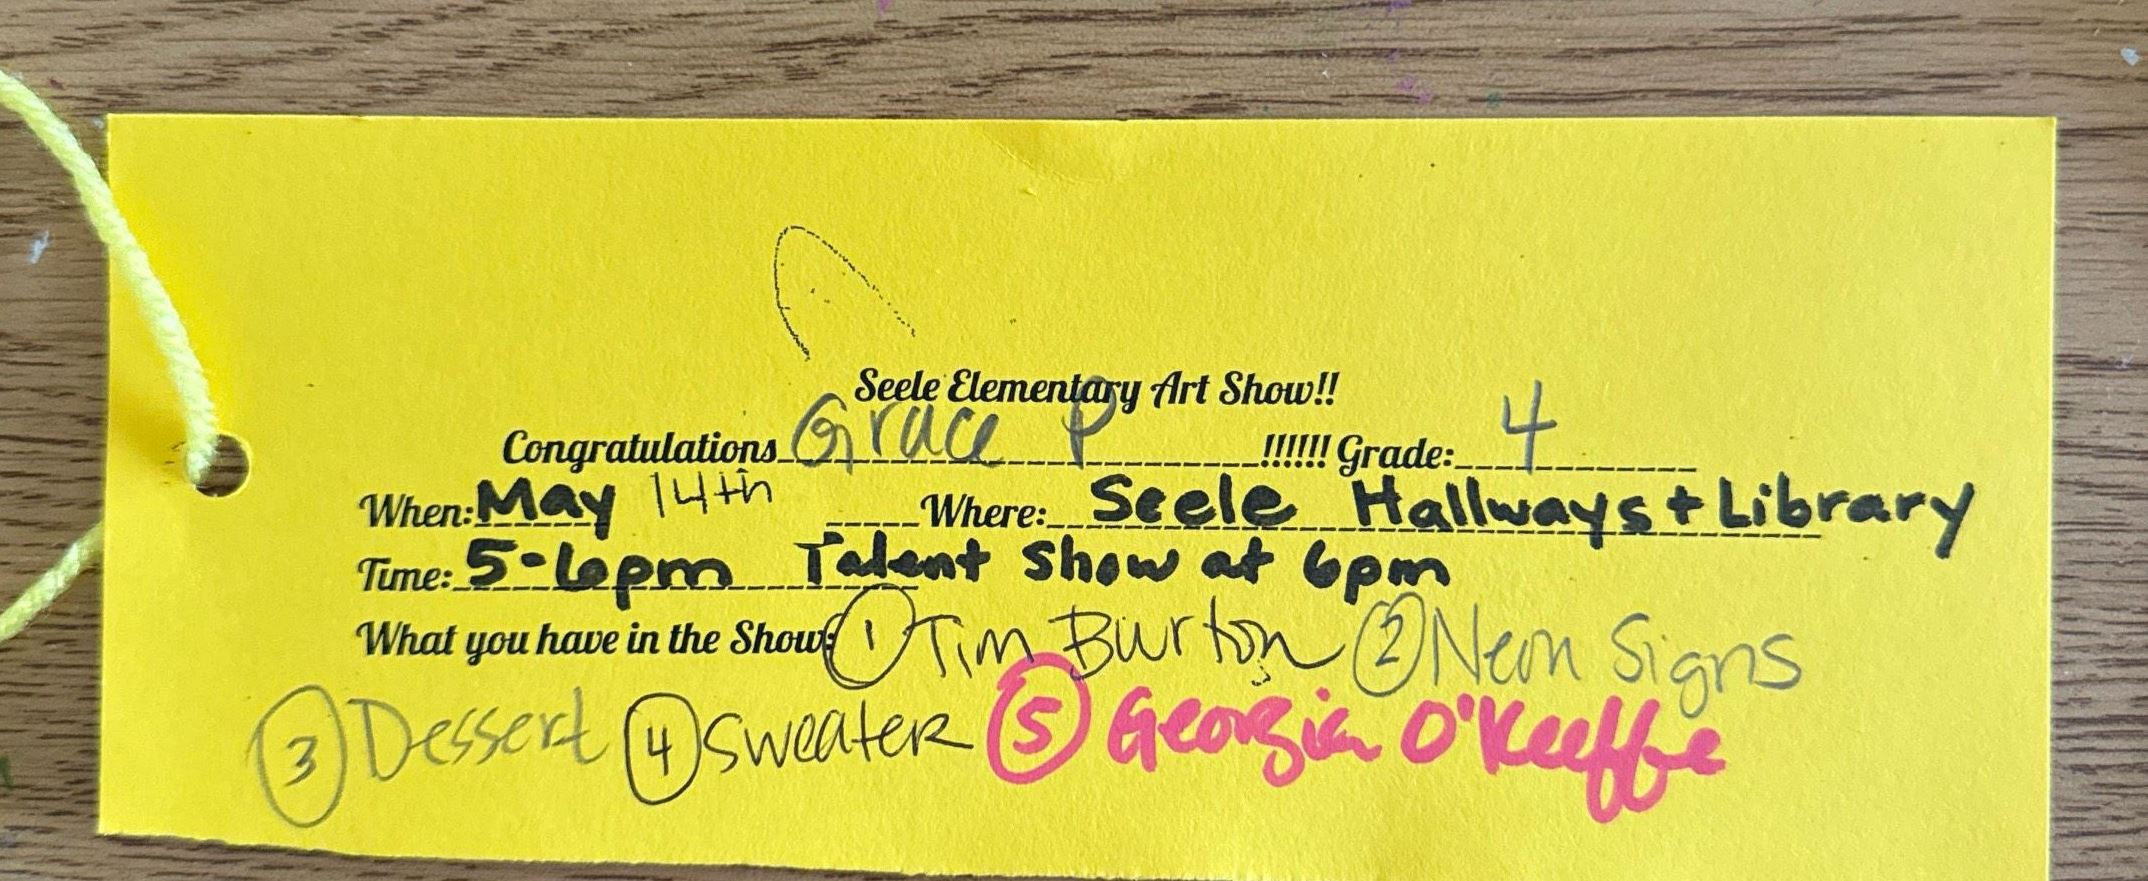 Seele Elementary Art Show!!
Congratulations Grace P !!!!!! Grade: 4
When: May 14th Where: Seele Hallways + Library
Time: 5-6pm Talent Show at 6pm
What you have in the Show: ① Tim Burton ② Neon Signs
③ Dessert ④ Sweater ⑤ Georgia O'Keeffe